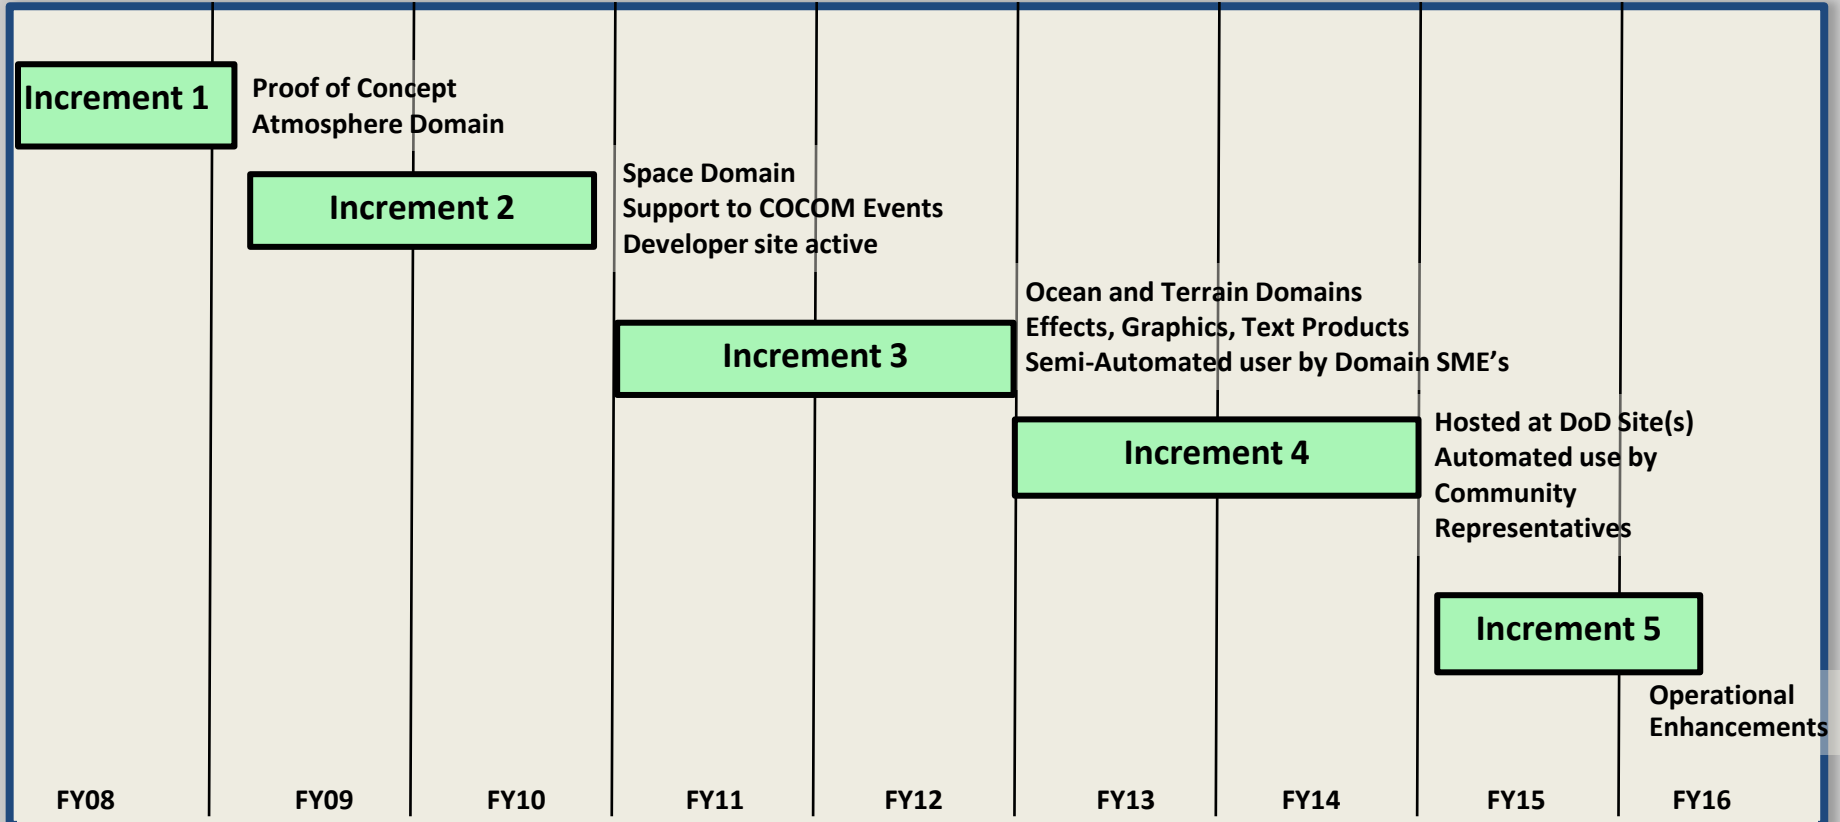 Increment 1
Proof of Concept
Atmosphere Domain
Increment 2
Space Domain
Support to COCOM Events
Developer site active
Increment 3
Ocean and Terrain Domains
Effects, Graphics, Text Products
Semi-Automated user by Domain SME’s
Increment 4
Hosted at DoD Site(s)
Automated use by
Community
Representatives
Increment 5
Operational
Enhancements
FY08
FY09
FY10
FY11
FY12
FY13
FY14
FY15
FY16